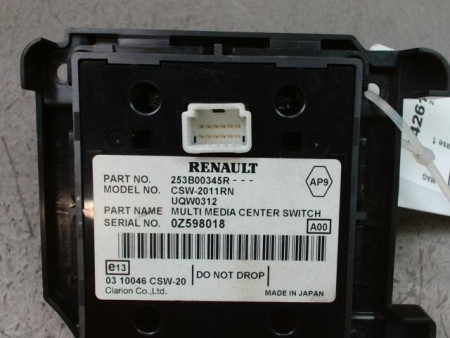 RENAULT
PART NO. 253B00345R - - -
MODEL NO. CSW-2011RN
UQW0312
AP9
PART NAME MULTI MEDIA CENTER SWITCH
SERIAL NO. 0Z598018
A00
e13
DO NOT DROP
03 10046 CSW-20
Clarion Co.,Ltd.
MADE IN JAPAN
MAG